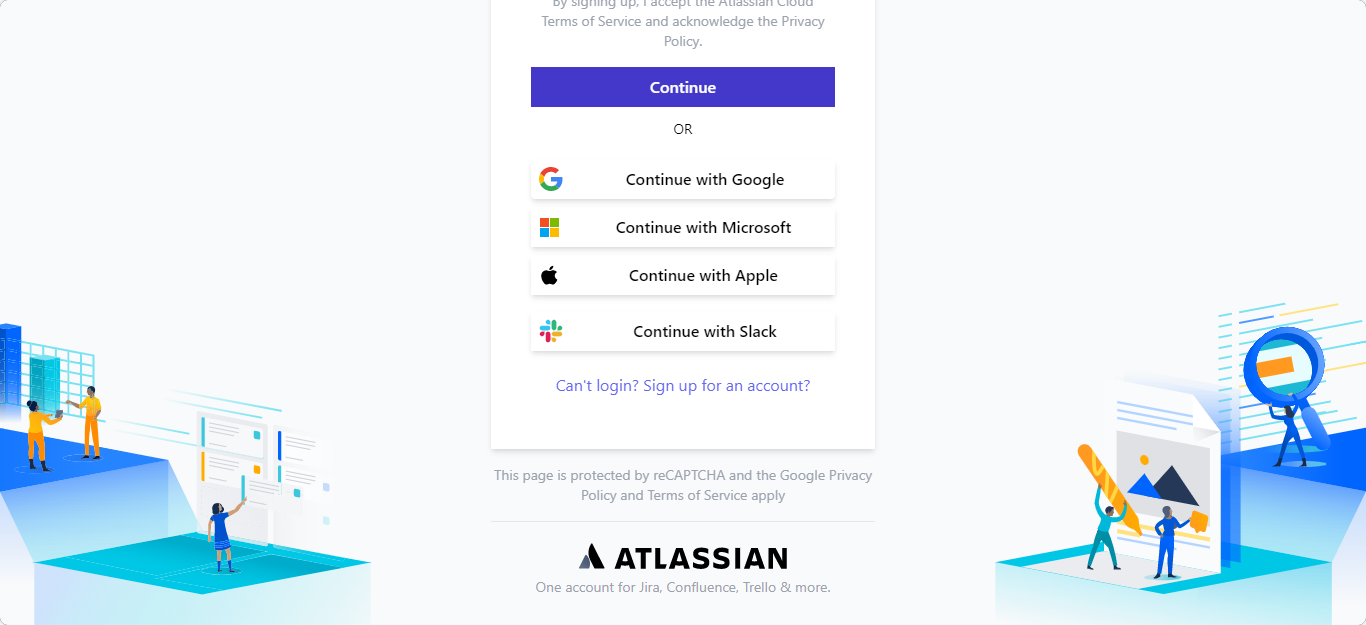 By signing up, I accept the Atlassian Cloud
Terms of Service and acknowledge the Privacy
Policy.
Continue
OR
Continue with Google
Continue with Microsoft
Continue with Apple
Continue with Slack
Can't login? Sign up for an account?
This page is protected by reCAPTCHA and the Google Privacy
Policy and Terms of Service apply
ATLASSIAN
One account for Jira, Confluence, Trello & more.